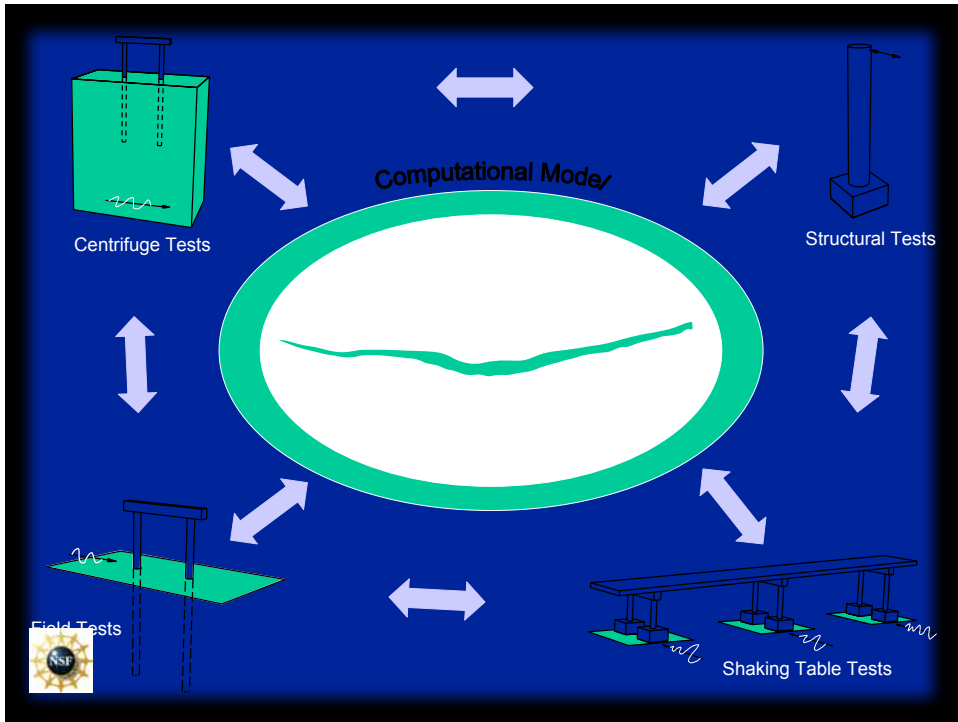 Computational Model
Centrifuge Tests
Structural Tests
Field Tests
NSF
Shaking Table Tests